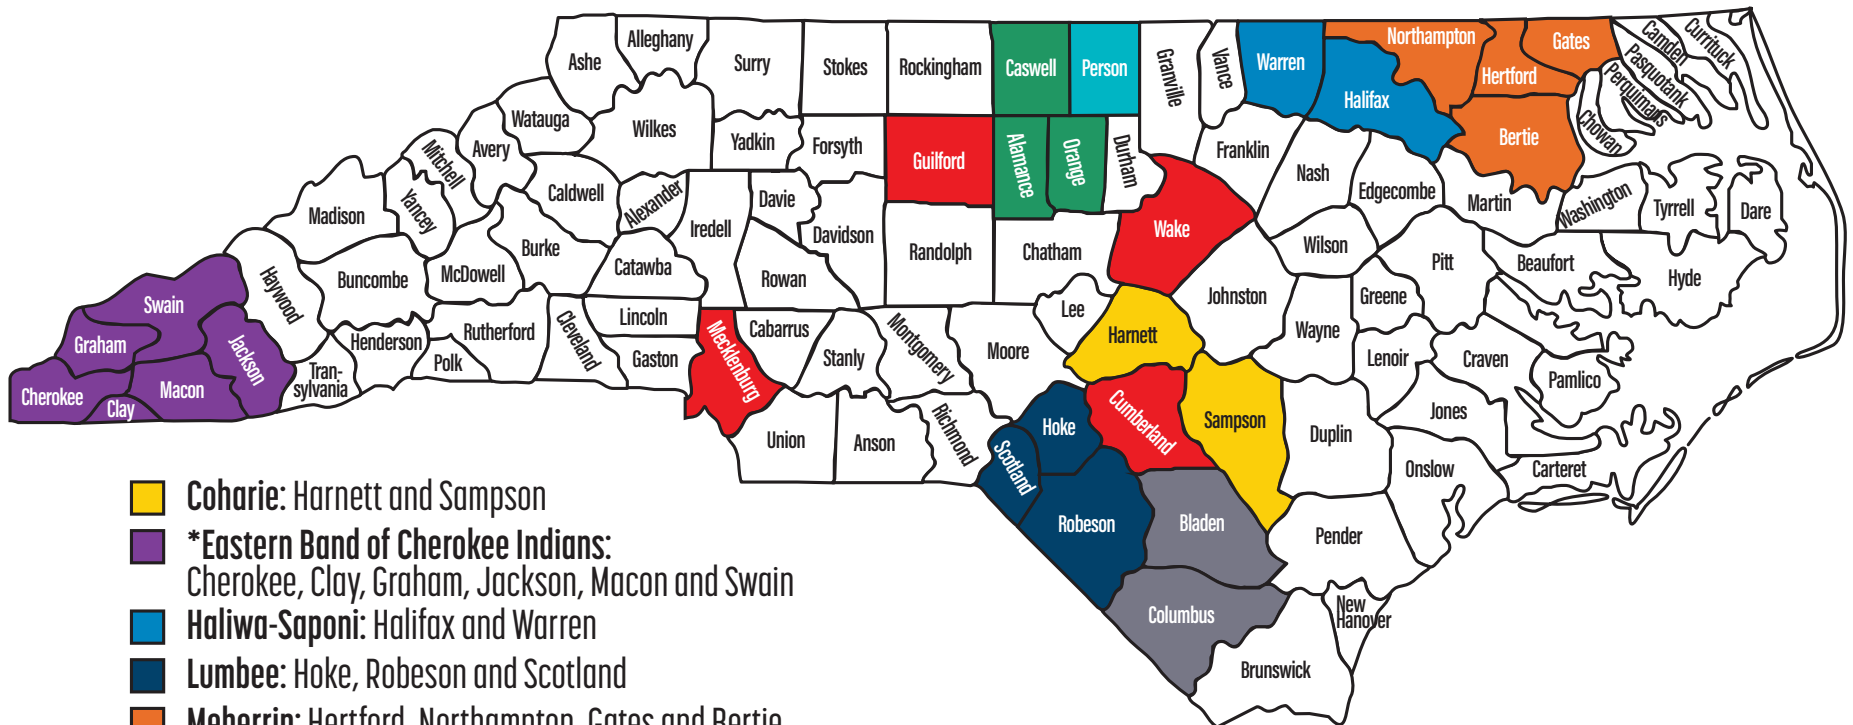 Ashe
Alleghany
Surry
Stokes
Rockingham
Caswell
Person
Granville
Vance
Warren
Northampton
Gates
Hertford
Halifax
Bertie
Camden
Currituck
Pasquotank
Perquimans
Chowan
Watauga
Wilkes
Yadkin
Forsyth
Guilford
Alamance
Orange
Durham
Franklin
Nash
Edgecombe
Martin
Washington
Tyrrell
Dare
Mitchell
Avery
Caldwell
Alexander
Iredell
Davie
Davidson
Randolph
Chatham
Wake
Wilson
Pitt
Beaufort
Hyde
Madison
Yancey
Burke
McDowell
Catawba
Rowan
Johnston
Greene
Haywood
Buncombe
Swain
Graham
Jackson
Cherokee
Clay
Macon
Tran-
sylvania
Henderson
Polk
Rutherford
Cleveland
Lincoln
Gaston
Mecklenburg
Cabarrus
Stanly
Montgomery
Moore
Lee
Harnett
Wayne
Lenoir
Craven
Pamlico
Jones
Union
Anson
Richmond
Scotland
Hoke
Cumberland
Sampson
Duplin
Onslow
Carteret
Robeson
Bladen
Pender
Columbus
New
Hanover
Brunswick
Coharie: Harnett and Sampson
*Eastern Band of Cherokee Indians:
Cherokee, Clay, Graham, Jackson, Macon and Swain
Haliwa-Saponi: Halifax and Warren
Lumbee: Hoke, Robeson and Scotland
Meherrin: Hertford, Northampton, Gates and Bertie